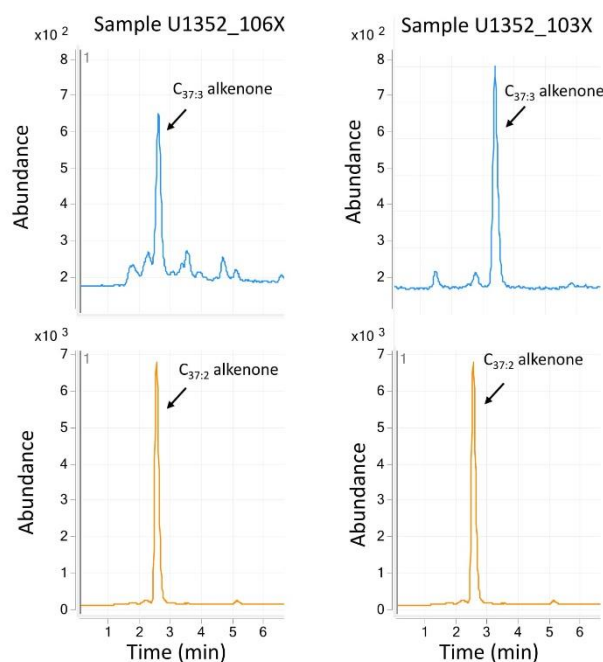 Sample U1352_106X
Sample U1352_103X
x10 ²
1
8
7
6
5
4
3
2
Abundance
C37:3 alkenone
x10 ²
8
7
6
5
4
3
2
Abundance
C37:3 alkenone
x10 ³
1
7
6
5
4
3
2
1
0
Abundance
C37:2 alkenone
1 2 3 4 5 6
Time (min)
x10 ³
1
7
6
5
4
3
2
1
0
Abundance
C37:2 alkenone
1 2 3 4 5 6
Time (min)